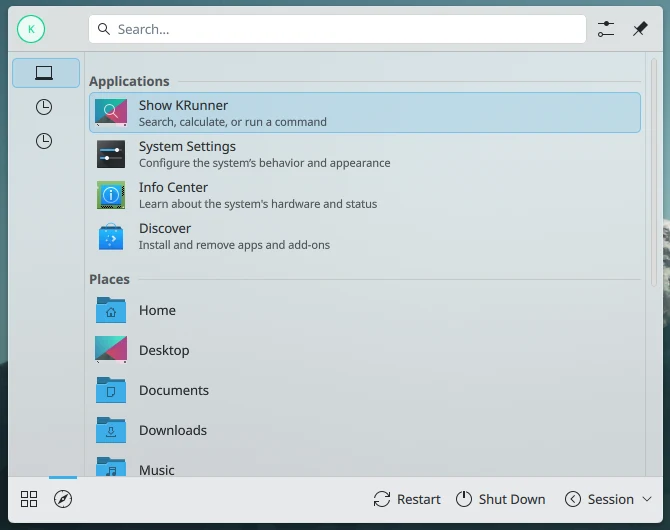 K
Search...
Applications
Show KRunner
Search, calculate, or run a command
System Settings
Configure the system's behavior and appearance
Info Center
Learn about the system's hardware and status
Discover
Install and remove apps and add-ons
Places
Home
Desktop
Documents
Downloads
Music
Restart
Shut Down
Session